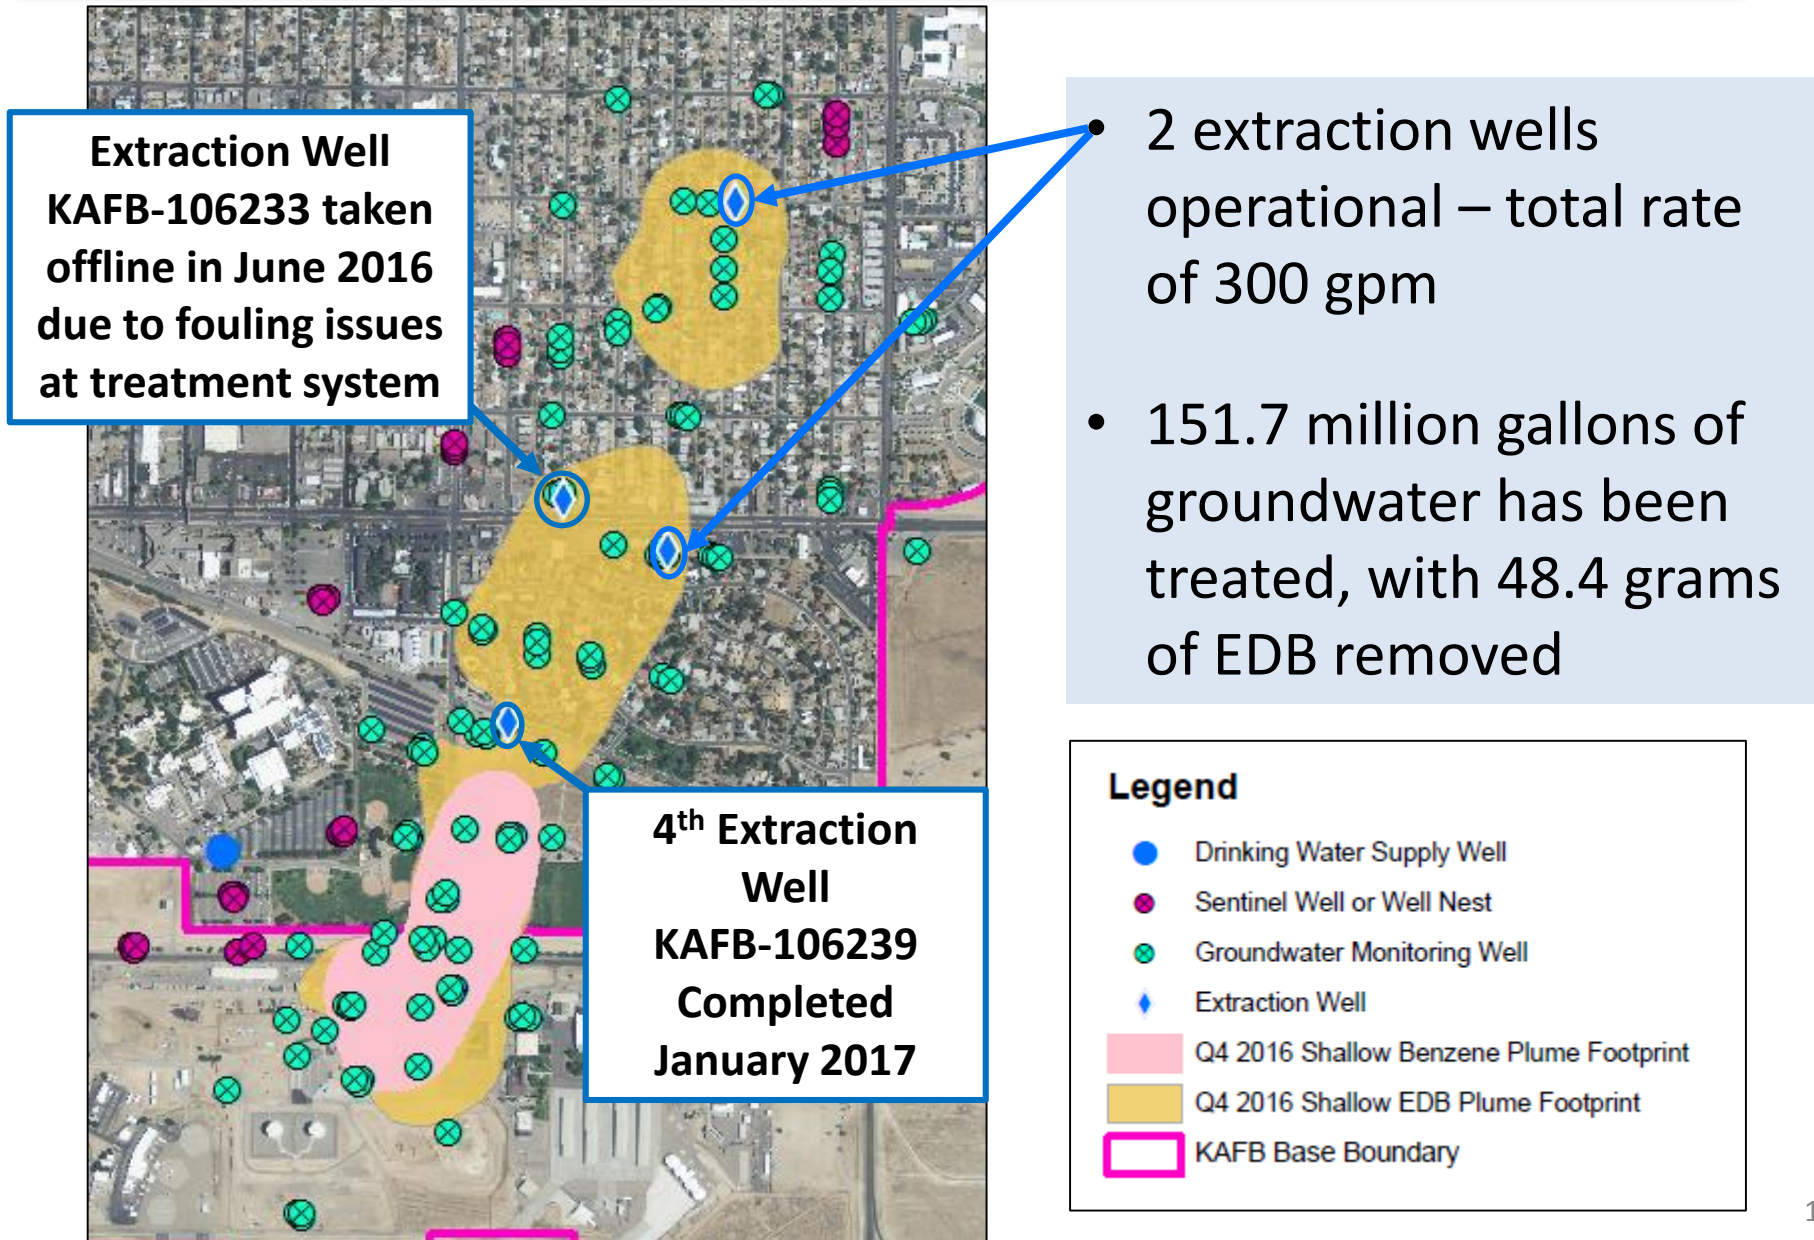 Extraction Well
KAFB-106233 taken
offline in June 2016
due to fouling issues
at treatment system
• 2 extraction wells
operational – total rate
of 300 gpm
• 151.7 million gallons of
groundwater has been
treated, with 48.4 grams
of EDB removed
4th Extraction
Well
KAFB-106239
Completed
January 2017
Legend
Drinking Water Supply Well
Sentinel Well or Well Nest
Groundwater Monitoring Well
Extraction Well
Q4 2016 Shallow Benzene Plume Footprint
Q4 2016 Shallow EDB Plume Footprint
KAFB Base Boundary
1